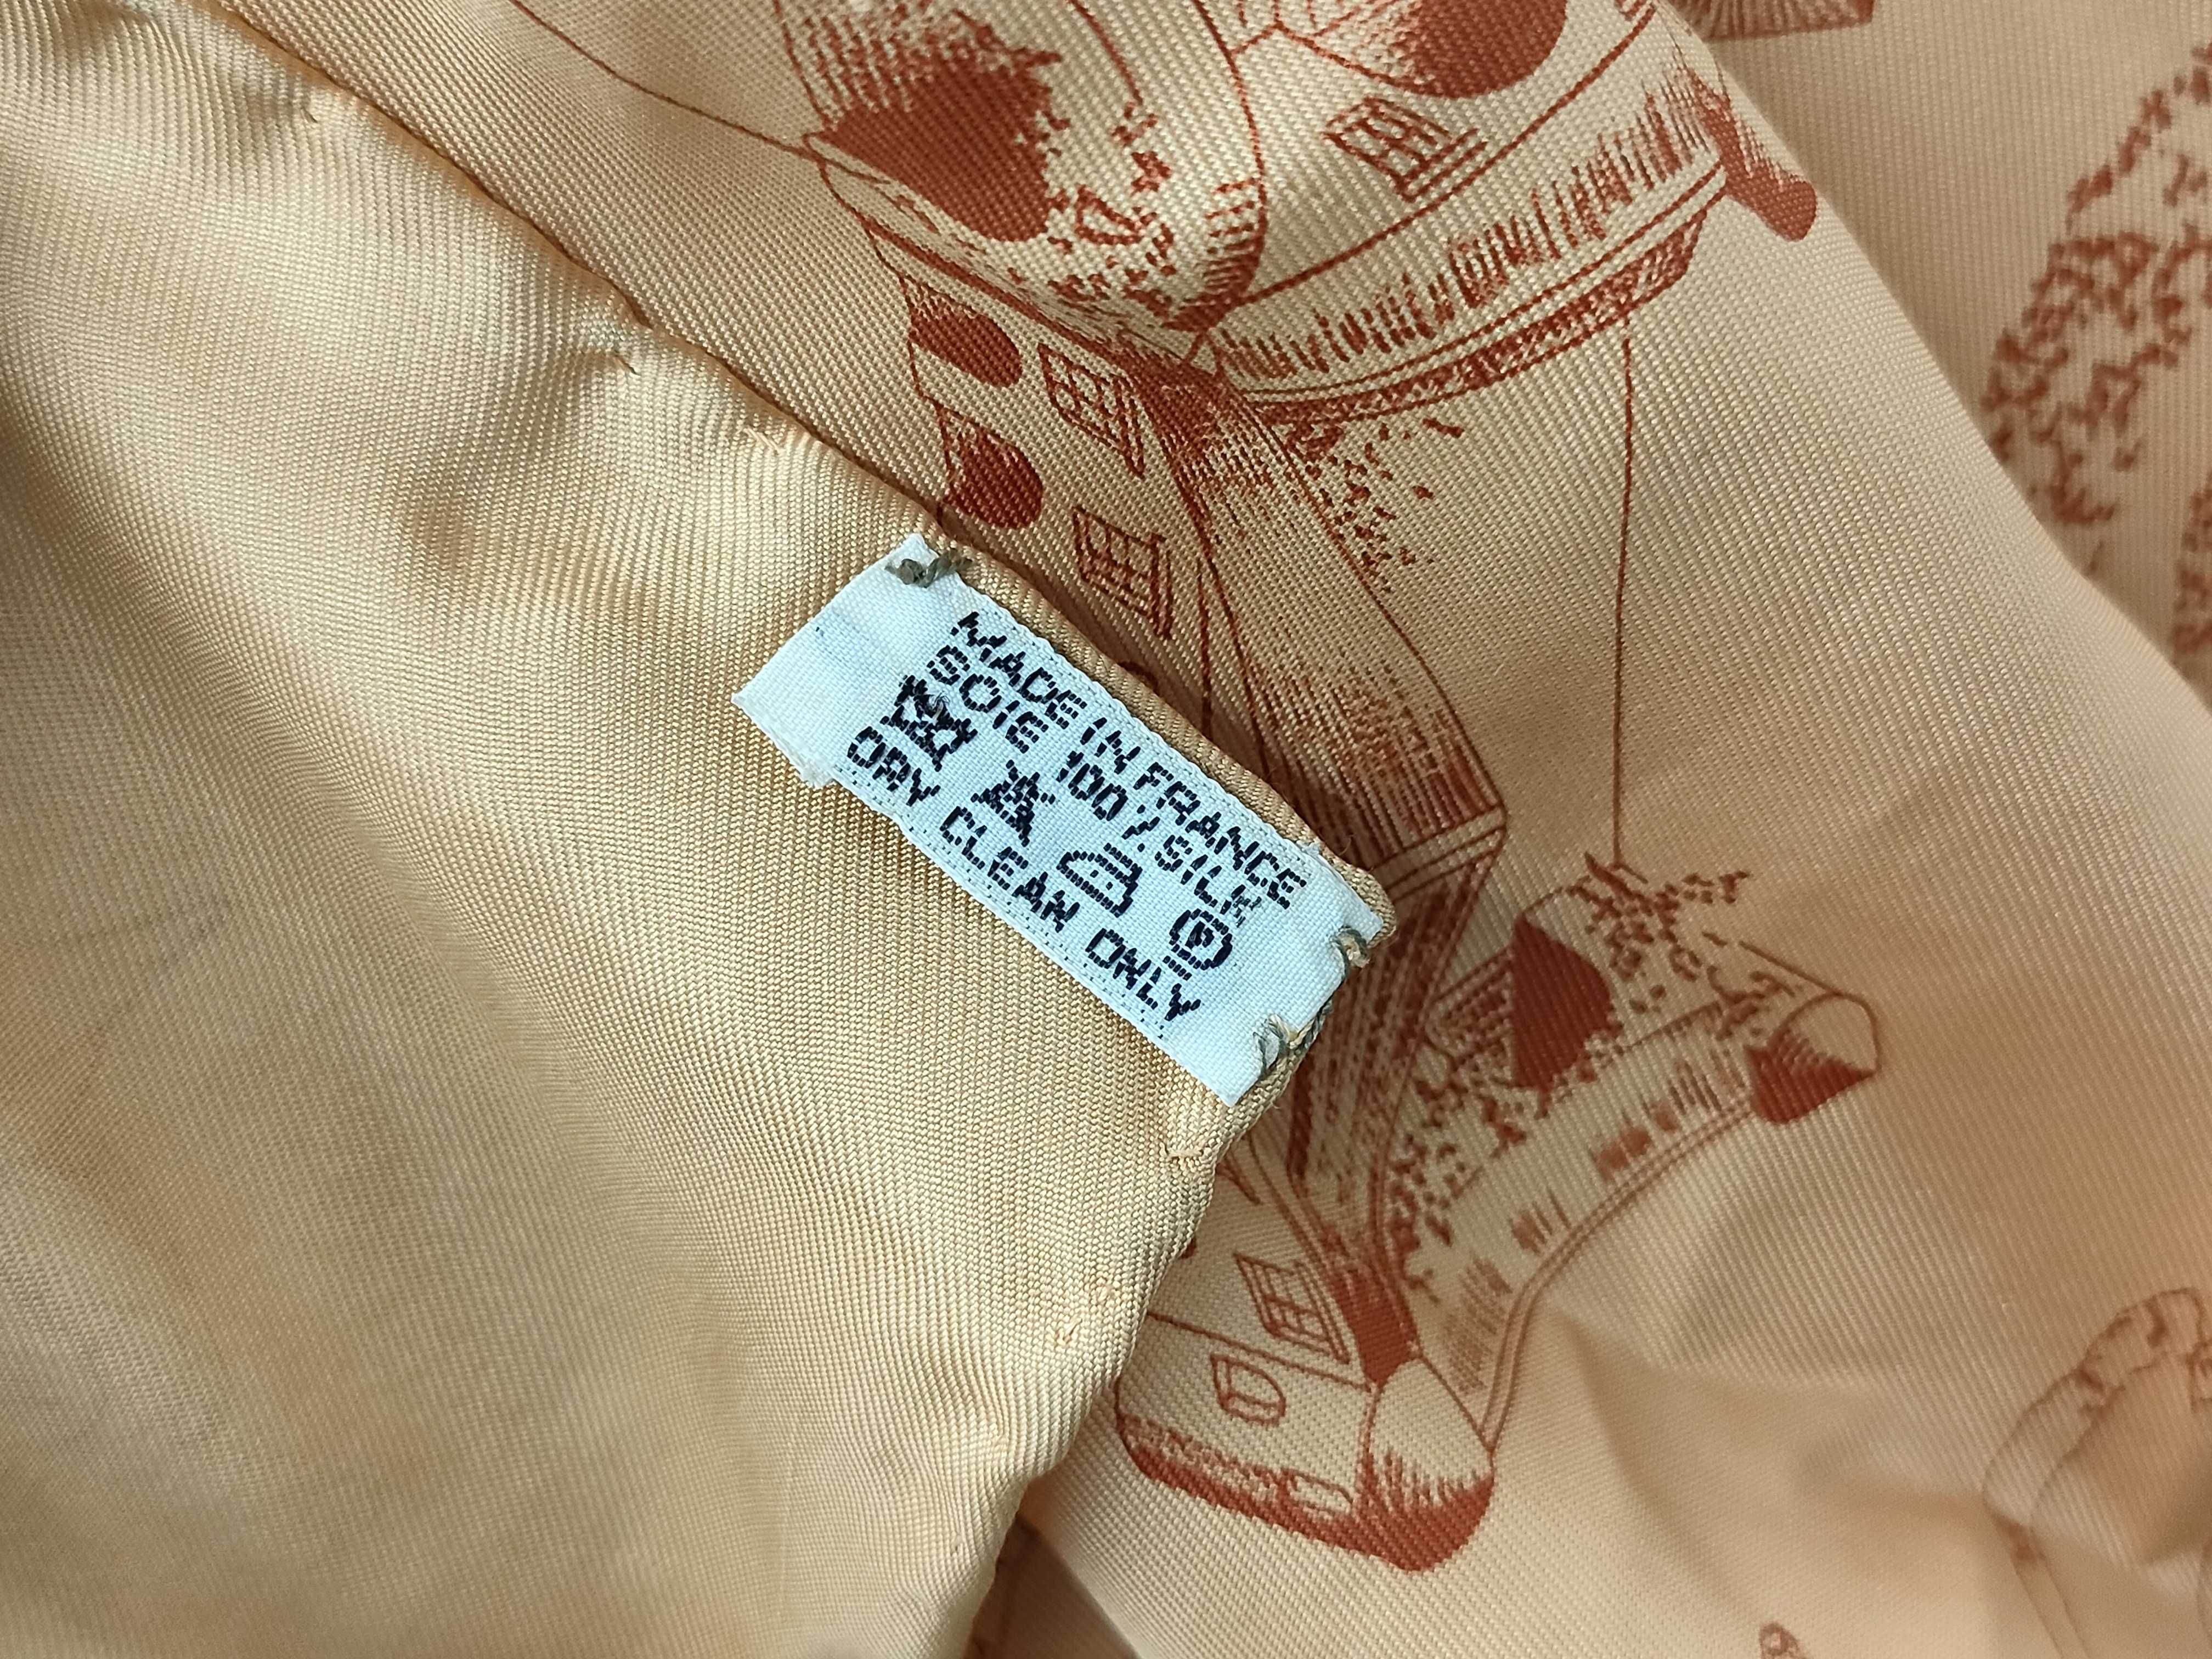 MADE IN FRANCE
SOIE 100% SILK
P
DRY CLEAN ONLY